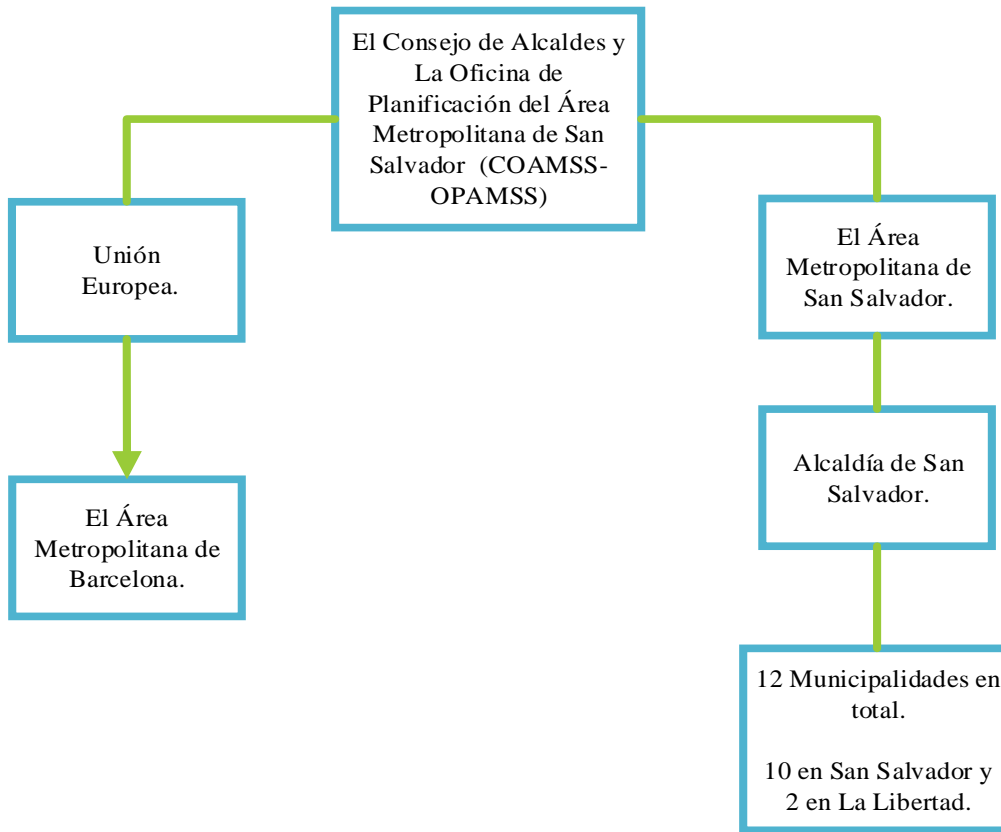 El Consejo de Alcaldes y
La Oficina de
Planificación del Área
Metropolitana de San
Salvador (COAMSS-
OPAMSS)
Unión
Europea.
El Área
Metropolitana de
San Salvador.
Alcaldía de San
Salvador.
El Área
Metropolitana de
Barcelona.
12 Municipalidades en
total.
10 en San Salvador y
2 en La Libertad.